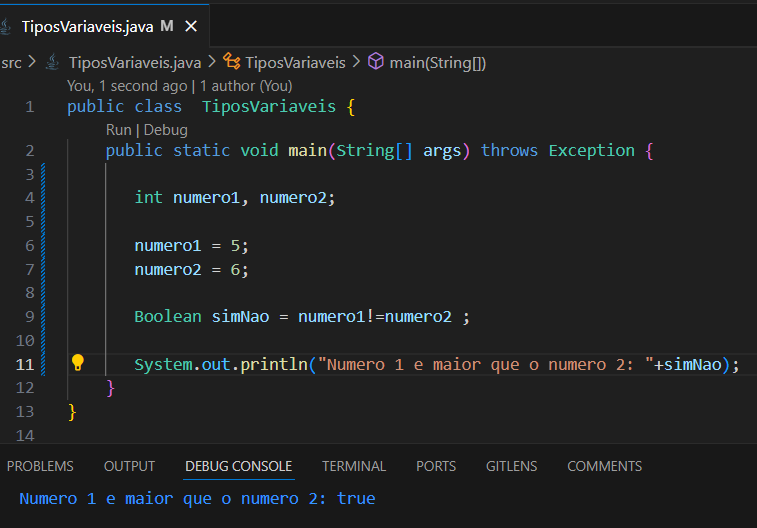 TiposVariaveis.java M
src > TiposVariaveis.java > TiposVariaveis > main(String[])
You, 1 second ago | 1 author (You)
1 public class  TiposVariaveis {
Run | Debug
2 public static void main(String[] args) throws Exception {
3
4 int numero1, numero2;
5
6 numero1 = 5;
7 numero2 = 6;
8
9 Boolean simNao = numero1!=numero2 ;
10
11 System.out.println("Numero 1 e maior que o numero 2: "+simNao);
12 }
13 }
14
PROBLEMS OUTPUT DEBUG CONSOLE TERMINAL PORTS GITLENS COMMENTS
Numero 1 e maior que o numero 2: true